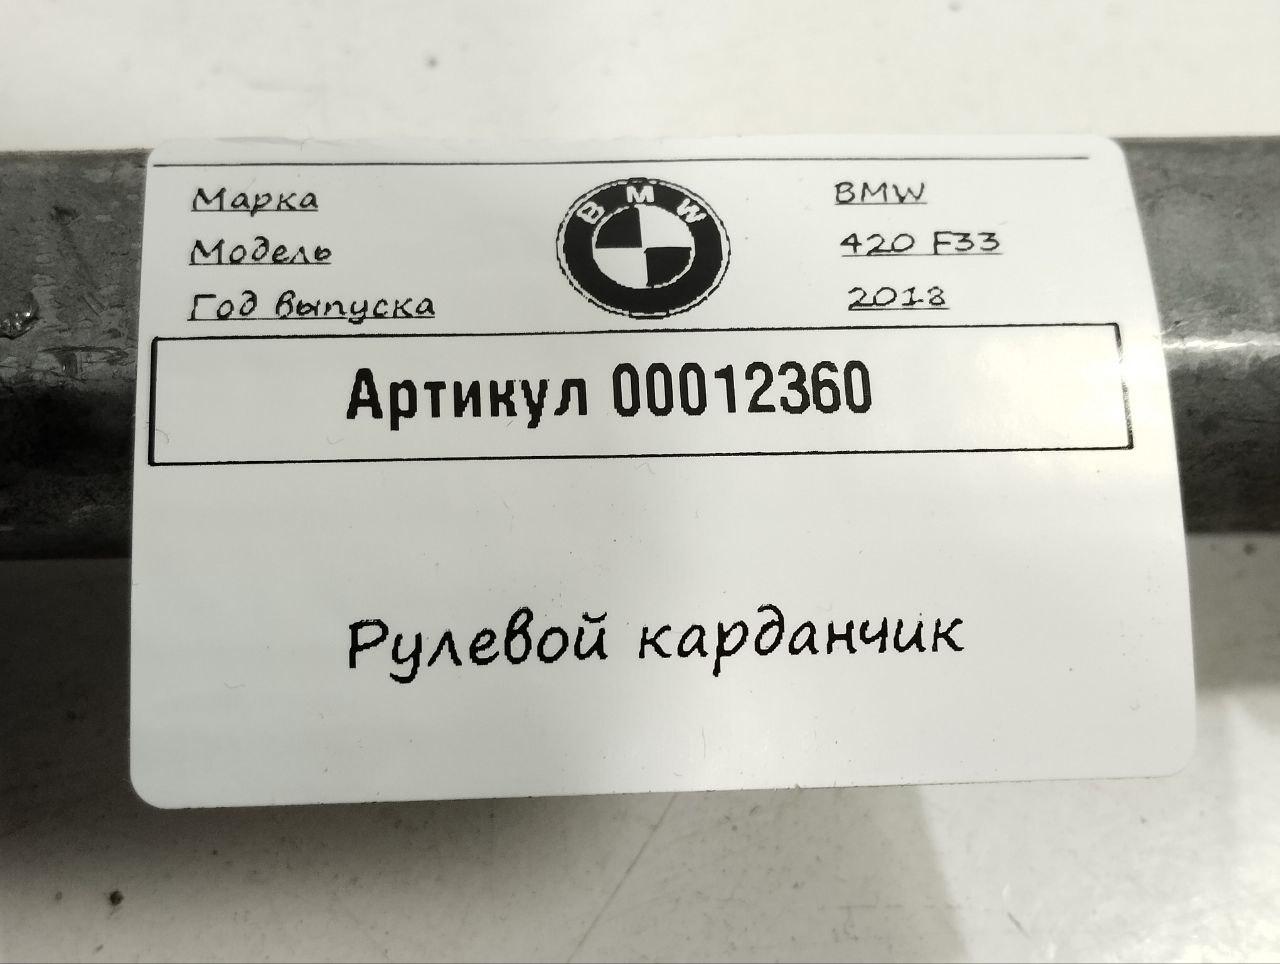 Марка BMW BMW
Модель 420 F33
Год выпуска 2018
Артикул 00012360
Рулевой карданчик